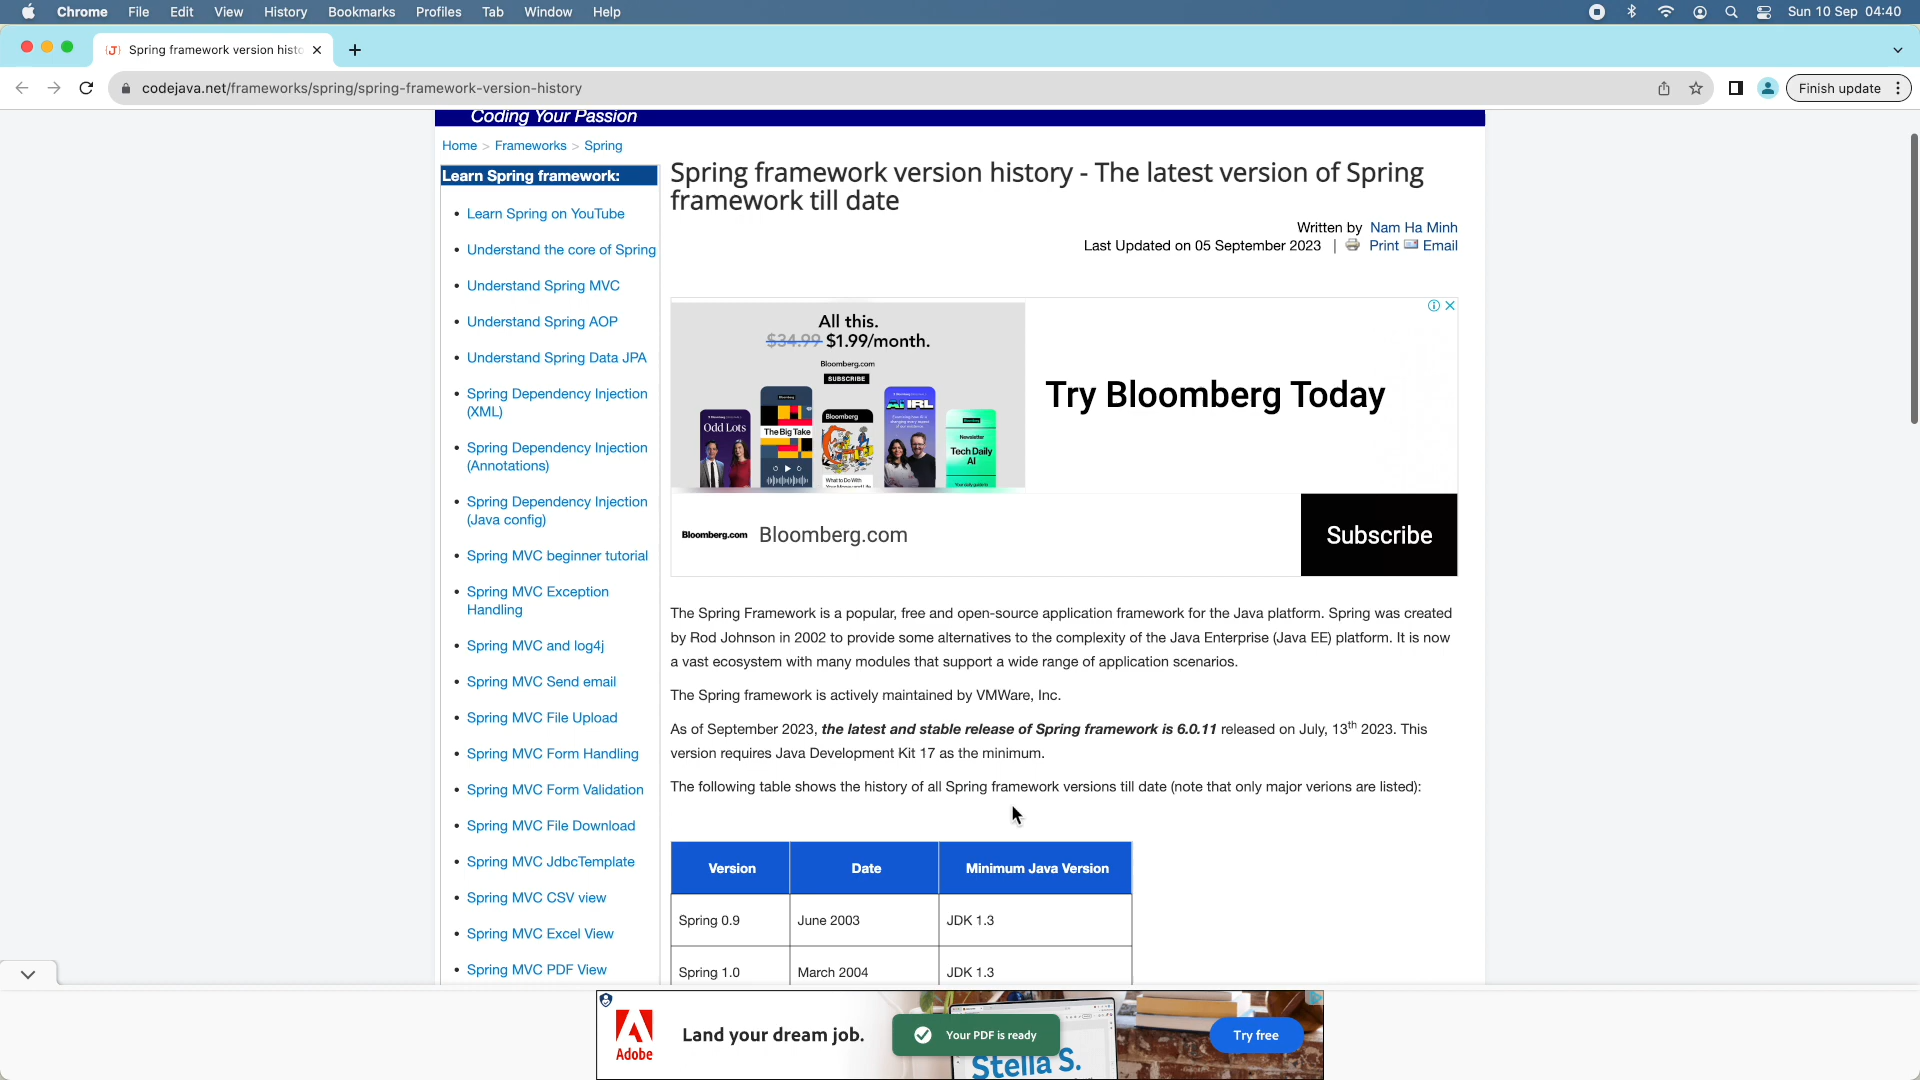 Chrome File Edit View History Bookmarks Profiles Tab Window Help
Sun 10 Sep 04:40
Spring framework version histo
codejava.net/frameworks/spring/spring-framework-version-history
Finish update
Coding Your Passion
Home > Frameworks > Spring
Learn Spring framework:
Learn Spring on YouTube
Understand the core of Spring
Understand Spring MVC
Understand Spring AOP
Understand Spring Data JPA
Spring Dependency Injection
(XML)
Spring Dependency Injection
(Annotations)
Spring Dependency Injection
(Java config)
Spring MVC beginner tutorial
Spring MVC Exception
Handling
Spring MVC and log4j
Spring MVC Send email
Spring MVC File Upload
Spring MVC Form Handling
Spring MVC Form Validation
Spring MVC File Download
Spring MVC JdbcTemplate
Spring MVC CSV view
Spring MVC Excel View
Spring MVC PDF View
Spring framework version history - The latest version of Spring
framework till date
Written by Nam Ha Minh
Last Updated on 05 September 2023 | Print Email
All this.
$34.99 $1.99/month.
Bloomberg.com
SUBSCRIBE
Odd Lots
The Big Take
Bloomberg
AI IRL
Newsletter
Tech Daily
AI
Try Bloomberg Today
Bloomberg.com Bloomberg.com
Subscribe
The Spring Framework is a popular, free and open-source application framework for the Java platform. Spring was created
by Rod Johnson in 2002 to provide some alternatives to the complexity of the Java Enterprise (Java EE) platform. It is now
a vast ecosystem with many modules that support a wide range of application scenarios.
The Spring framework is actively maintained by VMWare, Inc.
As of September 2023, the latest and stable release of Spring framework is 6.0.11 released on July, 13th 2023. This
version requires Java Development Kit 17 as the minimum.
The following table shows the history of all Spring framework versions till date (note that only major verions are listed):
Version Date Minimum Java Version
Spring 0.9 June 2003 JDK 1.3
Spring 1.0 March 2004 JDK 1.3
Adobe
Land your dream job.
Your PDF is ready
Stella S.
Try free